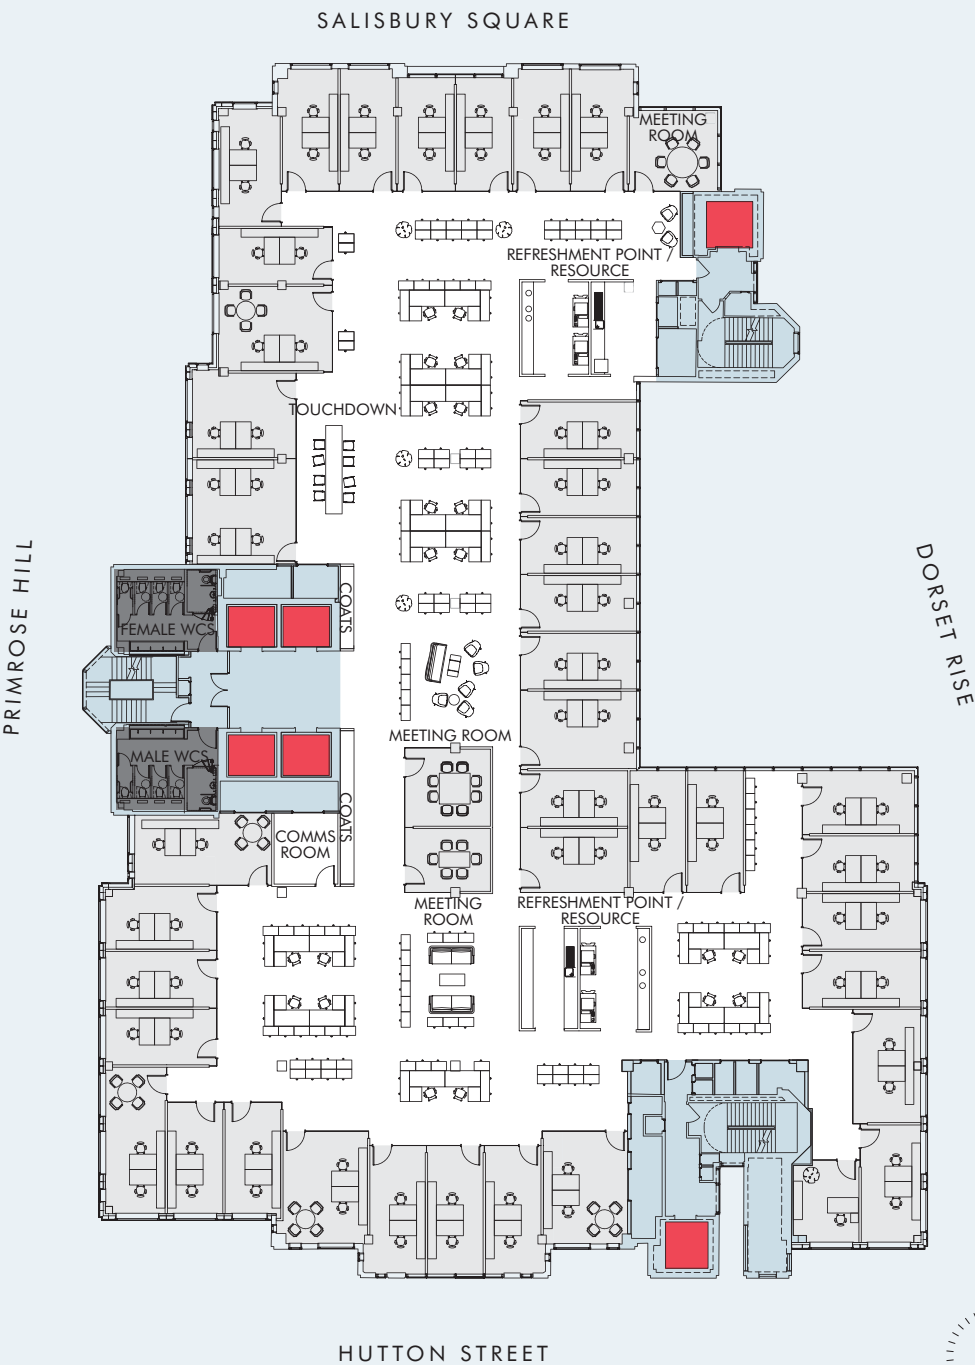 SALISBURY SQUARE
MEETING
ROOM
REFRESHMENT POINT /
RESOURCE
TOUCHDOWN
PRIMROSE HILL
DORSET RISE
COATS
FEMALE WCS
MEETING ROOM
MALE WCS
COATS
COMMS
ROOM
MEETING
ROOM
REFRESHMENT POINT /
RESOURCE
HUTTON STREET